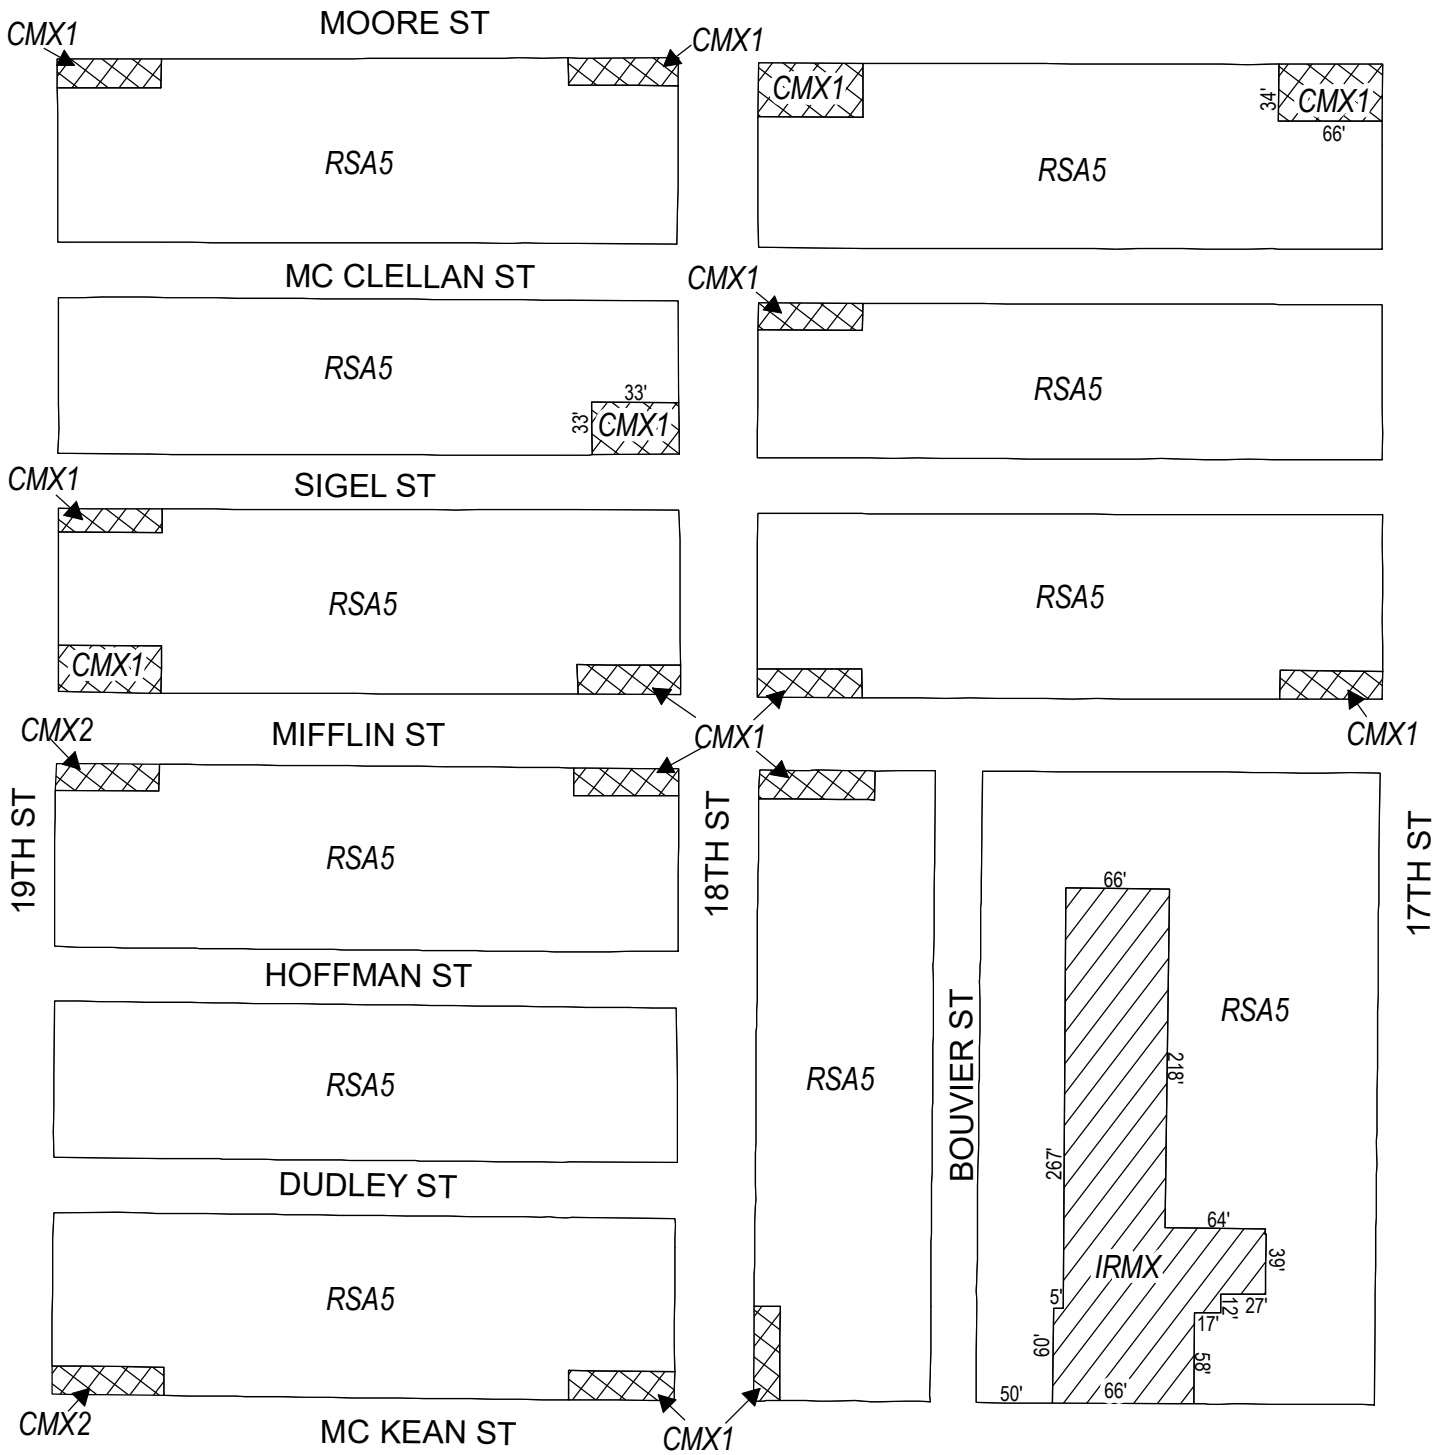 MOORE ST
CMX1
CMX1
CMX1
34'
CMX1
66'
RSA5
RSA5
MC CLELLAN ST
CMX1
RSA5
RSA5
33'
33'
CMX1
CMX1
SIGEL ST
RSA5
RSA5
CMX1
CMX2
MIFFLIN ST
CMX1
CMX1
19TH ST
18TH ST
17TH ST
RSA5
66'
HOFFMAN ST
BOUVIER ST
RSA5
218'
RSA5
RSA5
267'
DUDLEY ST
64'
39'
IRMX
RSA5
5'
12'
27'
17'
60'
58'
50'
66'
CMX2
MC KEAN ST
CMX1